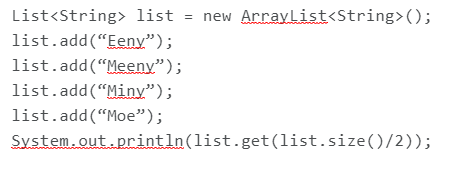 List<String> list = new ArrayList<String>();
list.add(“Eeny”);
list.add(“Meeny”);
list.add(“Miny”);
list.add(“Moe”);
System.out.println(list.get(list.size()/2));